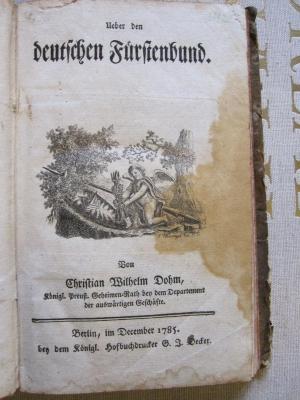 Ueber den
deutschen Fürstenbund.
Von
Christian Wilhelm Dohm,
Königl. Preuß. Geheimen-Rath bey dem Departement
der auswärtigen Geschäfte.
Berlin, im December 1785.
bey dem Königl. Hofbuchdrucker G. J. Decker.